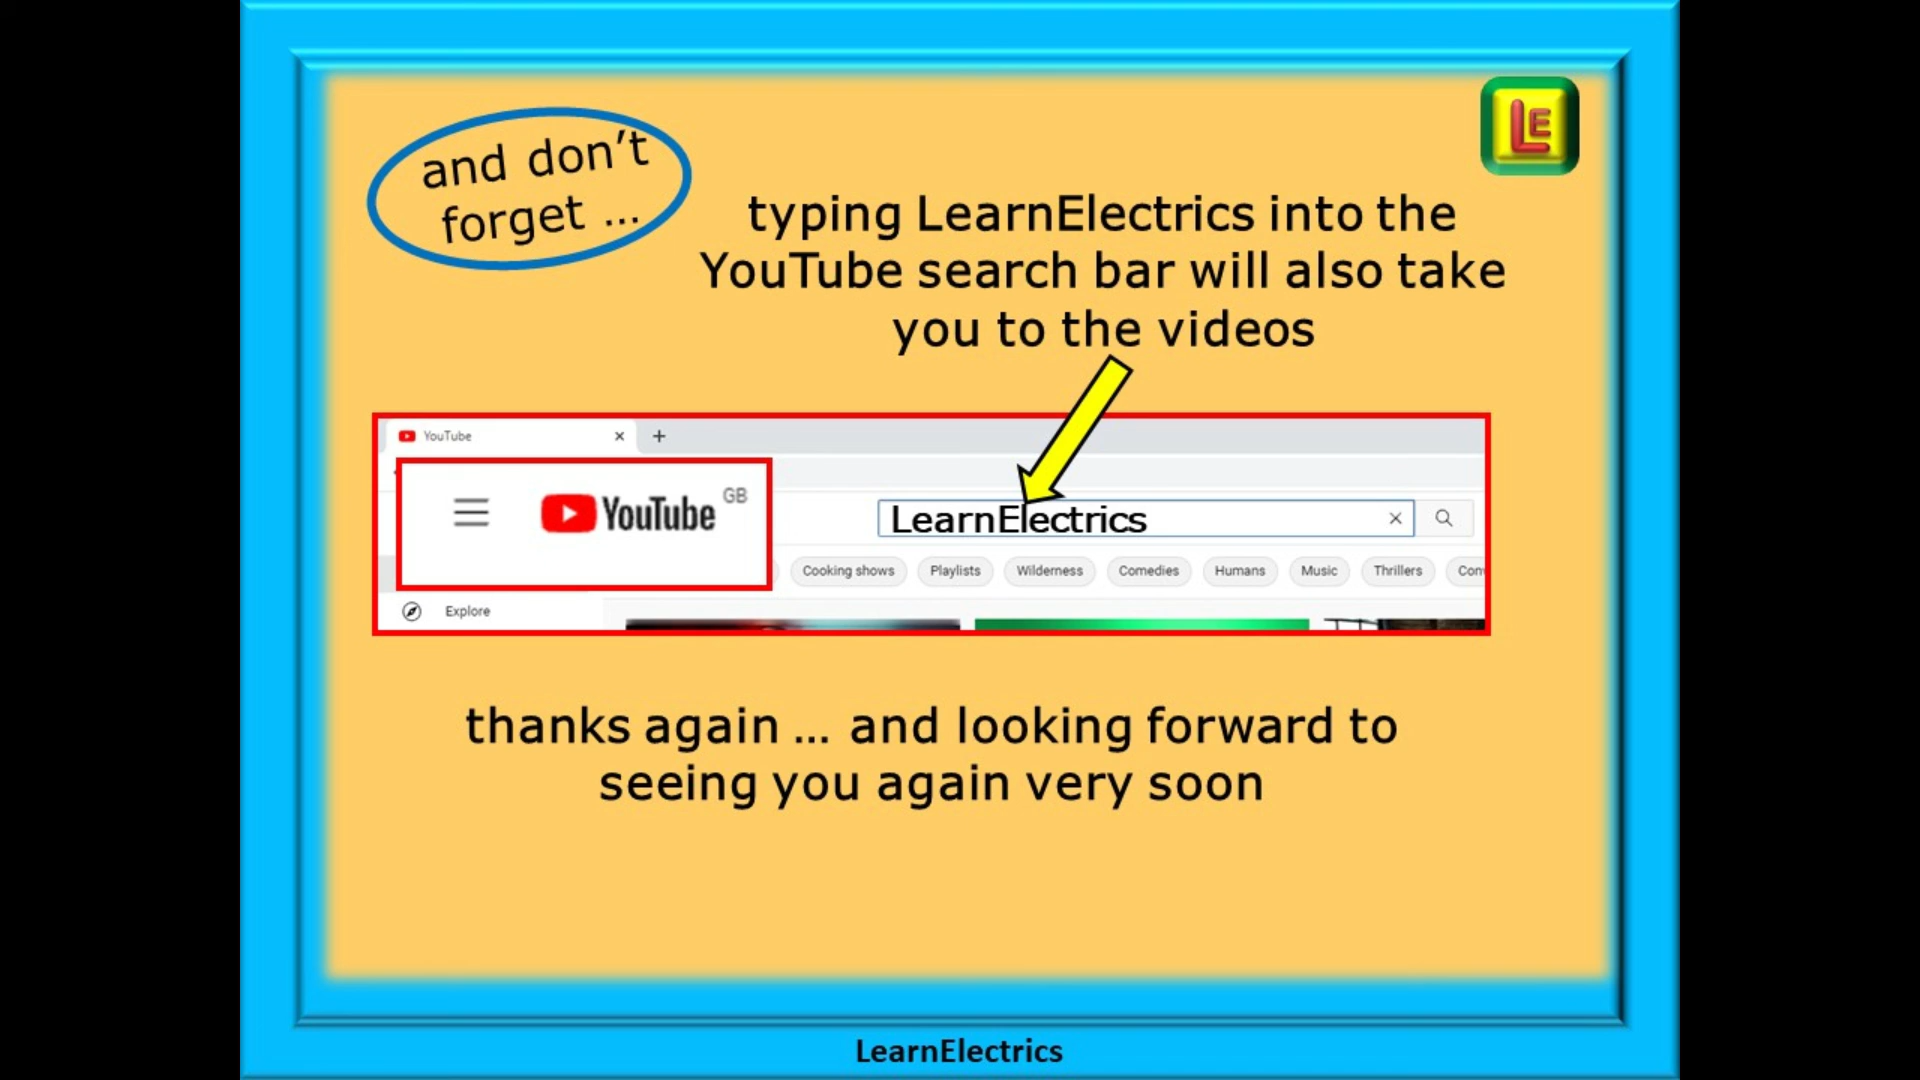 and don't
forget ...
LE
typing LearnElectrics into the
YouTube search bar will also take
you to the videos
YouTube
YouTube GB
LearnElectrics
Cooking shows Playlists Wilderness Comedies Humans Music Thrillers
Explore
thanks again ... and looking forward to
seeing you again very soon
LearnElectrics